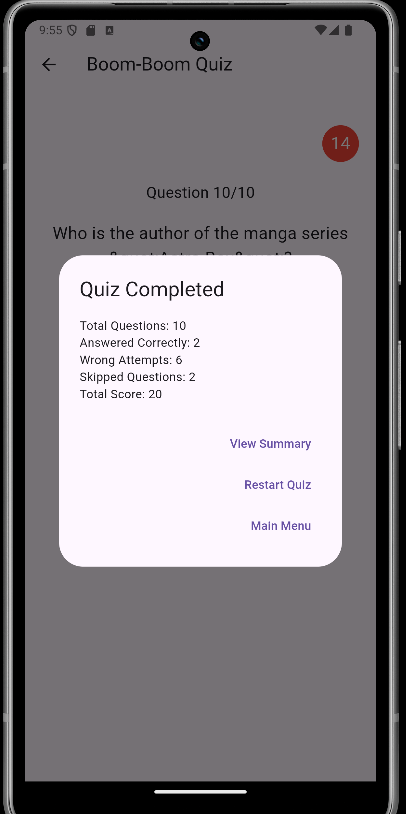 9:55
Boom-Boom Quiz
14
Question 10/10
Who is the author of the manga series
Quiz Completed
Total Questions: 10
Answered Correctly: 2
Wrong Attempts: 6
Skipped Questions: 2
Total Score: 20
View Summary
Restart Quiz
Main Menu